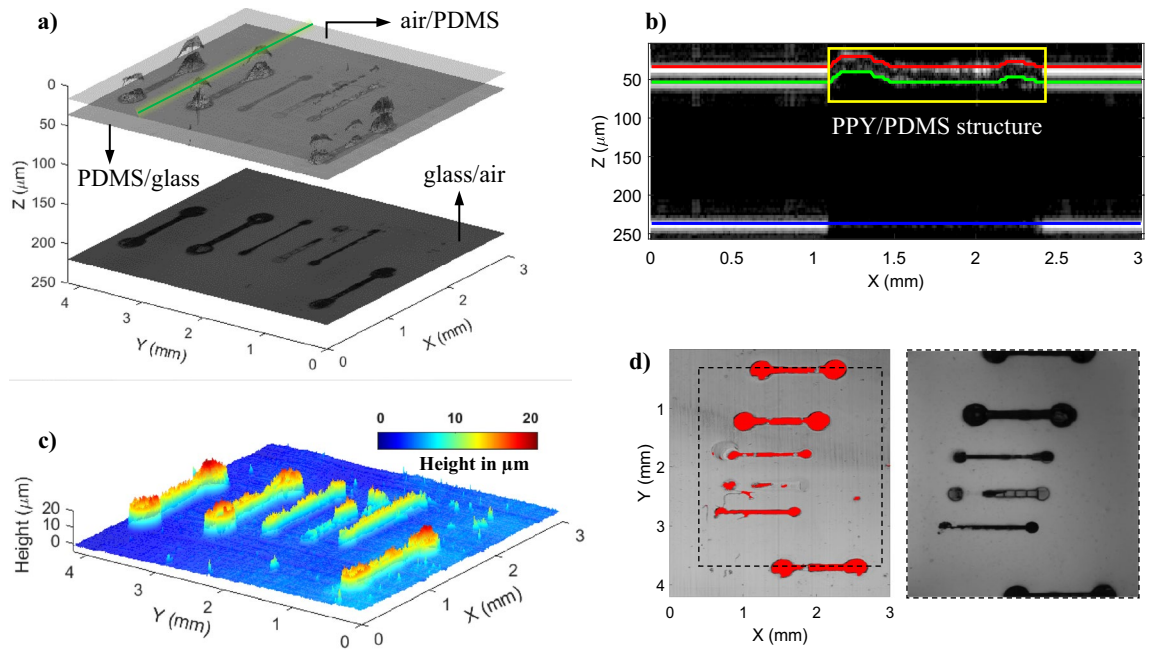 a)
air/PDMS
0
50
100
150
200
250
Z (μm)
PDMS/glass
glass/air
4
3
2
1
0
Y (mm)
0
1
2
3
X (mm)
b)
50
100
150
200
250
Z (μm)
PPY/PDMS structure
0
0.5
1
1.5
2
2.5
3
X (mm)
c)
0
10
20
Height in μm
20
10
0
Height (μm)
4
3
2
1
0
Y (mm)
0
1
2
3
X (mm)
d)
1
2
3
4
Y (mm)
0
1
2
3
X (mm)